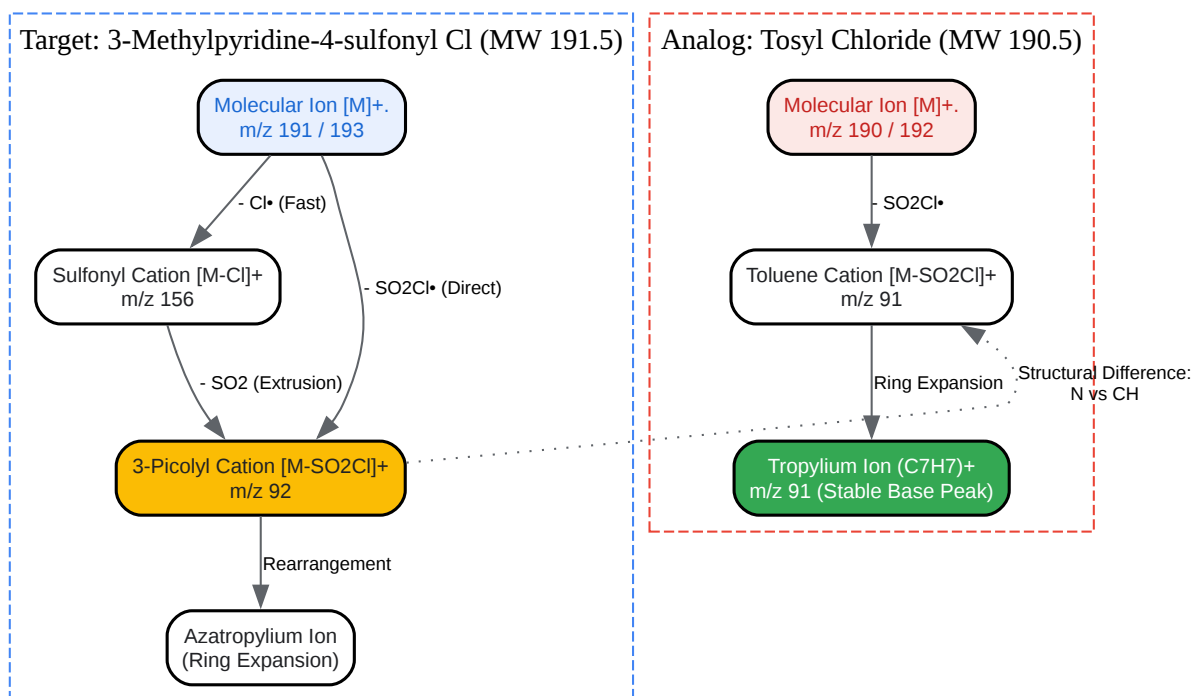 Target: 3-Methylpyridine-4-sulfonyl Cl (MW 191.5)
Molecular Ion [M]+.
m/z 191 / 193
- Cl• (Fast)
- SO2Cl• (Direct)
Sulfonyl Cation [M-Cl]+
m/z 156
- SO2 (Extrusion)
3-Picolyl Cation [M-SO2Cl]+
m/z 92
Rearrangement
Azatropylium Ion
(Ring Expansion)
Analog: Tosyl Chloride (MW 190.5)
Molecular Ion [M]+.
m/z 190 / 192
- SO2Cl•
Toluene Cation [M-SO2Cl]+
m/z 91
Ring Expansion
Structural Difference:
N vs CH
Tropylium Ion (C7H7)+
m/z 91 (Stable Base Peak)